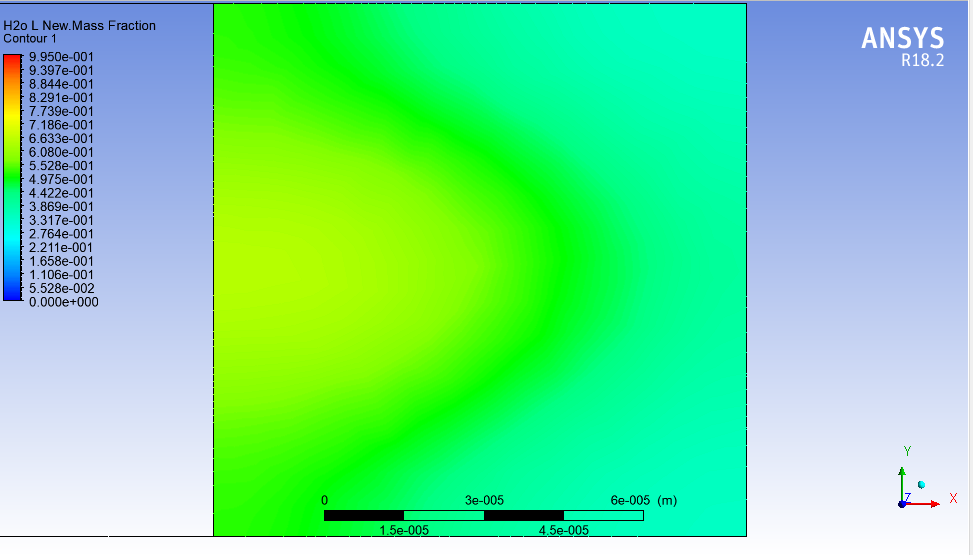 H2o L New.Mass Fraction
Contour 1
9.950e-001
9.397e-001
8.844e-001
8.291e-001
7.739e-001
7.186e-001
6.633e-001
6.080e-001
5.528e-001
4.975e-001
4.422e-001
3.869e-001
3.317e-001
2.764e-001
2.211e-001
1.658e-001
1.106e-001
5.528e-002
0.000e+000
ANSYS
R18.2
0 3e-005 6e-005 (m)
1.5e-005 4.5e-005
Y
Z X